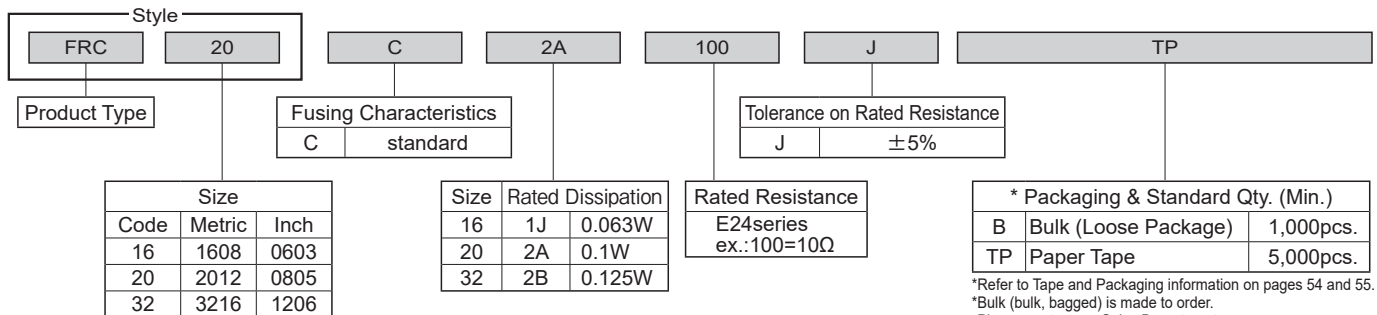 Style
FRC 20 C 2A 100 J TP
Product Type
Fusing Characteristics
C standard
Tolerance on Rated Resistance
J ±5%
Size
Code Metric Inch
16 1608 0603
20 2012 0805
32 3216 1206
Size Rated Dissipation
16 1J 0.063W
20 2A 0.1W
32 2B 0.125W
Rated Resistance
E24series
ex.:100=10Ω
* Packaging & Standard Qty. (Min.)
B Bulk (Loose Package) 1,000pcs.
TP Paper Tape 5,000pcs.
*Refer to Tape and Packaging information on pages 54 and 55.
*Bulk (bulk, bagged) is made to order.